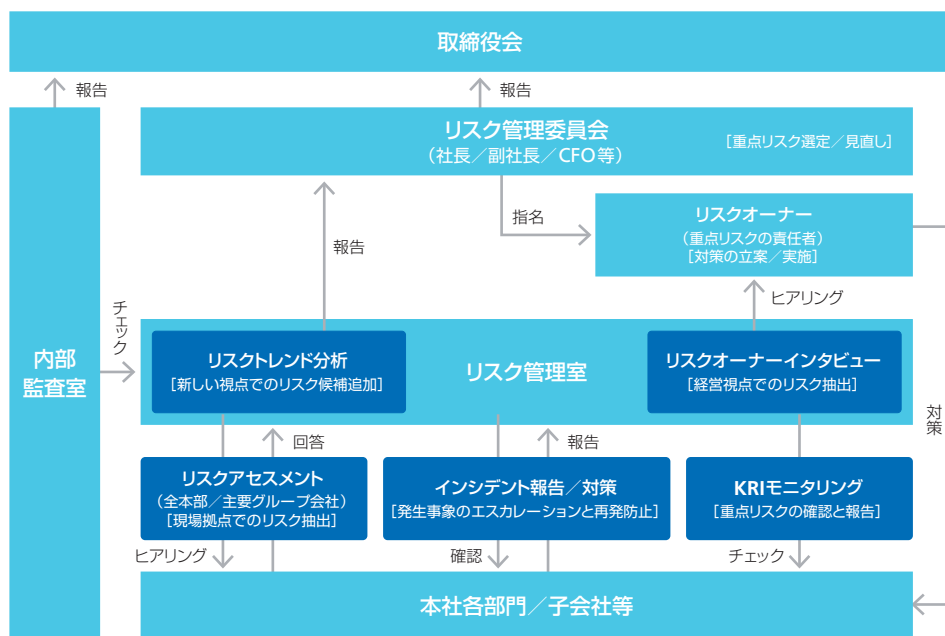 取締役会
報告
報告
リスク管理委員会
（社長／副社長／CFO等）
［重点リスク選定／見直し］
指名
リスクオーナー
（重点リスクの責任者）
［対策の立案／実施］
報告
ヒアリング
チェック
内部
監査室
リスクトレンド分析
［新しい視点でのリスク候補追加］
リスク管理室
リスクオーナーインタビュー
［経営視点でのリスク抽出］
対策
回答
報告
リスクアセスメント
（全本部／主要グループ会社）
［現場拠点でのリスク抽出］
インシデント報告／対策
［発生事象のエスカレーションと再発防止］
KRIモニタリング
［重点リスクの確認と報告］
ヒアリング
確認
チェック
本社各部門／子会社等